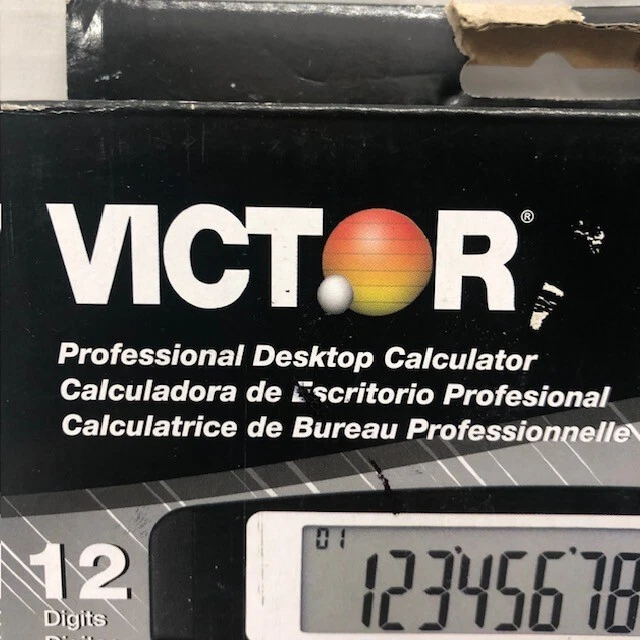 VICTOR®
Professional Desktop Calculator
Calculadora de Escritorio Profesional
Calculatrice de Bureau Professionnelle
01
12345678
12
Digits